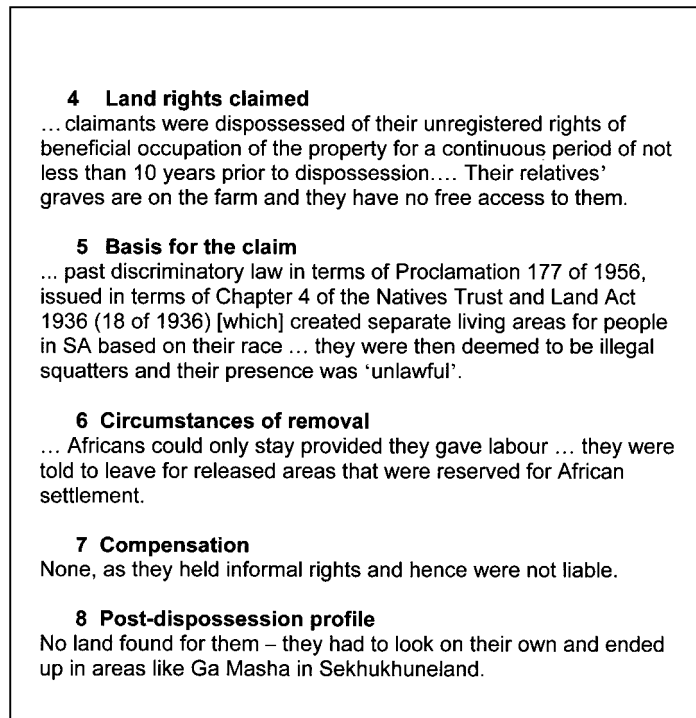 4 Land rights claimed
… claimants were dispossessed of their unregistered rights of
beneficial occupation of the property for a continuous period of not
less than 10 years prior to dispossession…. Their relatives’
graves are on the farm and they have no free access to them.
5 Basis for the claim
... past discriminatory law in terms of Proclamation 177 of 1956,
issued in terms of Chapter 4 of the Natives Trust and Land Act
1936 (18 of 1936) [which] created separate living areas for people
in SA based on their race … they were then deemed to be illegal
squatters and their presence was ‘unlawful’.
6 Circumstances of removal
… Africans could only stay provided they gave labour … they were
told to leave for released areas that were reserved for African
settlement.
7 Compensation
None, as they held informal rights and hence were not liable.
8 Post-dispossession profile
No land found for them – they had to look on their own and ended
up in areas like Ga Masha in Sekhukhuneland.